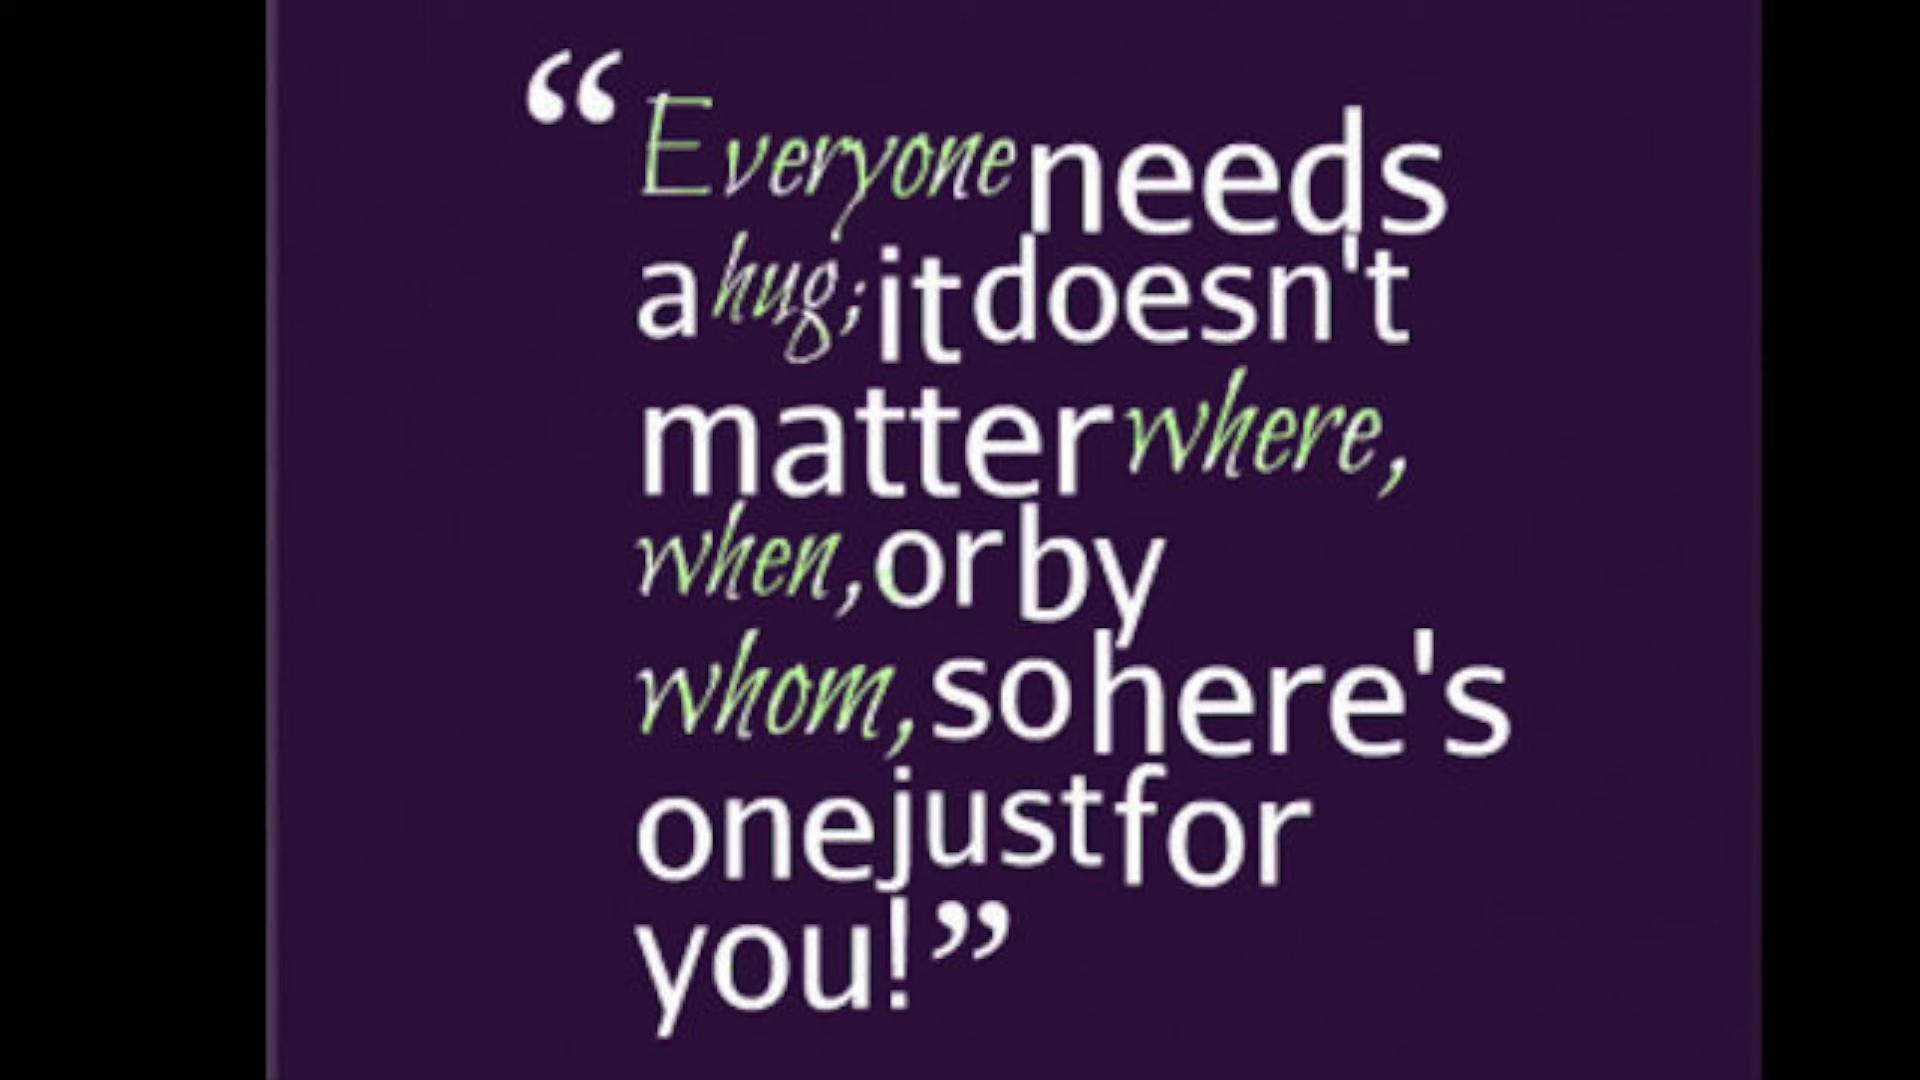 “Everyone needs
a hug; it doesn't
matter where,
when, or by
whom, so here's
one just for
you!”